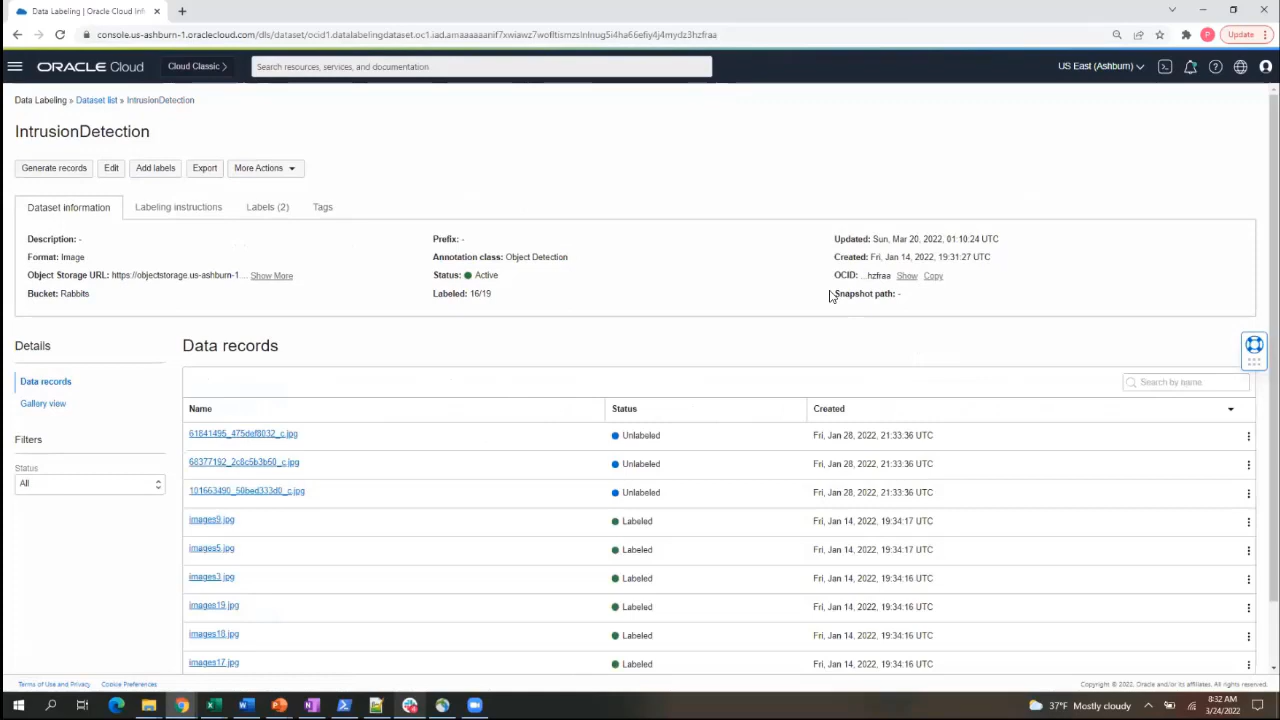 Data Labeling | Oracle Cloud Inf
console.us-ashburn-1.oraclecloud.com/dls/dataset/
Update
ORACLE Cloud
Cloud Classic
Search resources, services, and documentation
US East (Ashburn)
Data Labeling » Dataset list » IntrusionDetection
IntrusionDetection
Generate records
Edit
Add labels
Export
More Actions
Dataset information
Labeling instructions
Labels (2)
Tags
Description: -
Prefix: -
Updated: Sun, Mar 20, 2022, 01:10:24 UTC
Format: Image
Annotation class: Object Detection
Created: Fri, Jan 14, 2022, 19:31:27 UTC
Object Storage URL: https://objectstorage.us-ashburn-1... Show More
Status: Active
OCID: ...hzfraa Show Copy
Bucket: Rabbits
Labeled: 16/19
Snapshot path: -
Details
Data records
Gallery view
Filters
Status
All
Data records
Search by name
Name Status Created
61841495_475def8032_c.jpg Unlabeled Fri, Jan 28, 2022, 21:33:36 UTC
68377192_2c8c5b3b50_c.jpg Unlabeled Fri, Jan 28, 2022, 21:33:36 UTC
101663490_59bed333d0_c.jpg Unlabeled Fri, Jan 28, 2022, 21:33:36 UTC
images9.jpg Labeled Fri, Jan 14, 2022, 19:34:17 UTC
images5.jpg Labeled Fri, Jan 14, 2022, 19:34:17 UTC
images3.jpg Labeled Fri, Jan 14, 2022, 19:34:16 UTC
images19.jpg Labeled Fri, Jan 14, 2022, 19:34:16 UTC
images18.jpg Labeled Fri, Jan 14, 2022, 19:34:16 UTC
images17.jpg Labeled Fri, Jan 14, 2022, 19:34:16 UTC
Terms of Use and Privacy Cookie Preferences
Copyright © 2022, Oracle and/or its affiliates. All rights reserved.
37°F Mostly cloudy
8:32 AM
3/24/2022